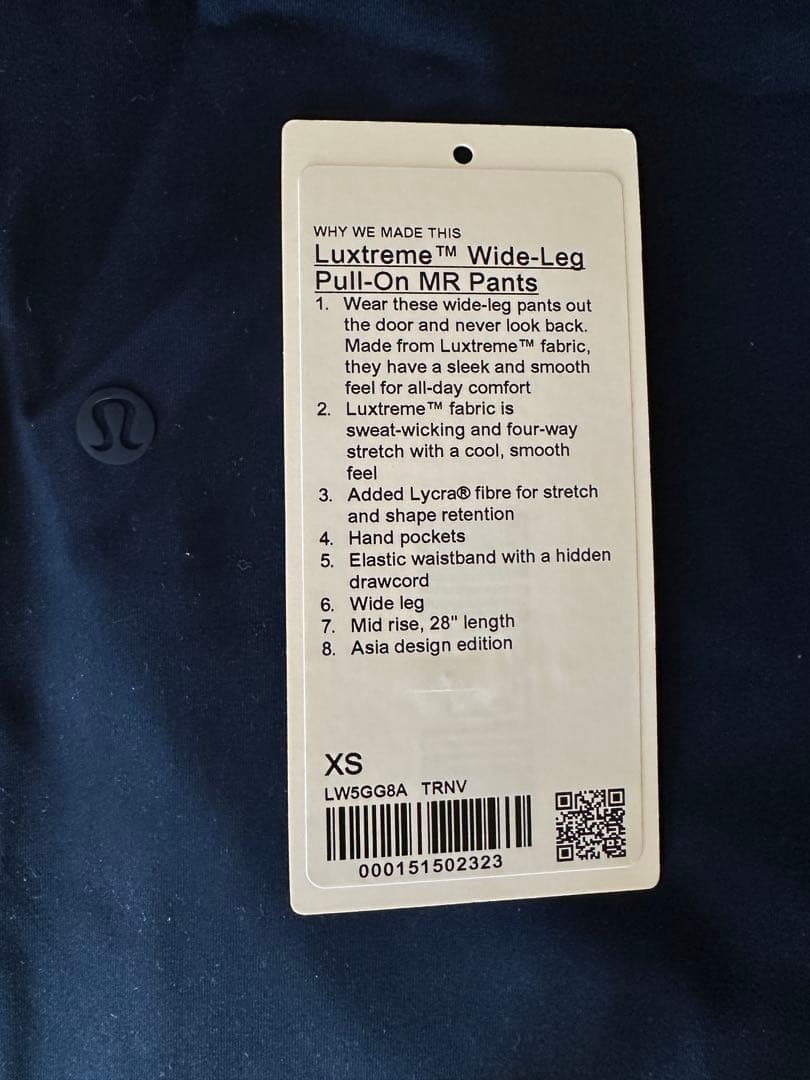 WHY WE MADE THIS
Luxtreme™ Wide-Leg
Pull-On MR Pants
1. Wear these wide-leg pants out
the door and never look back.
Made from Luxtreme™ fabric,
they have a sleek and smooth
feel for all-day comfort
2. Luxtreme™ fabric is
sweat-wicking and four-way
stretch with a cool, smooth
feel
3. Added Lycra® fibre for stretch
and shape retention
4. Hand pockets
5. Elastic waistband with a hidden
drawcord
6. Wide leg
7. Mid rise, 28" length
8. Asia design edition
XS
LW5GG8A TRNV
000151502323